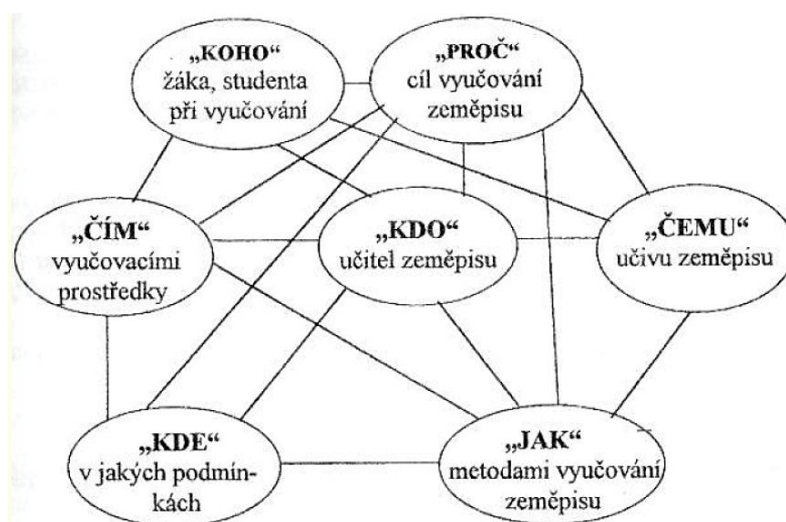 „KOHO“
žáka, studenta
při vyučování
„PROČ“
cíl vyučování
zeměpisu
„ČÍM“
vyučovacími
prostředky
„KDO“
učitel zeměpisu
„ČEMU“
učivu zeměpisu
„KDE“
v jakých podmín-
kách
„JAK“
metodami vyučování
zeměpisu